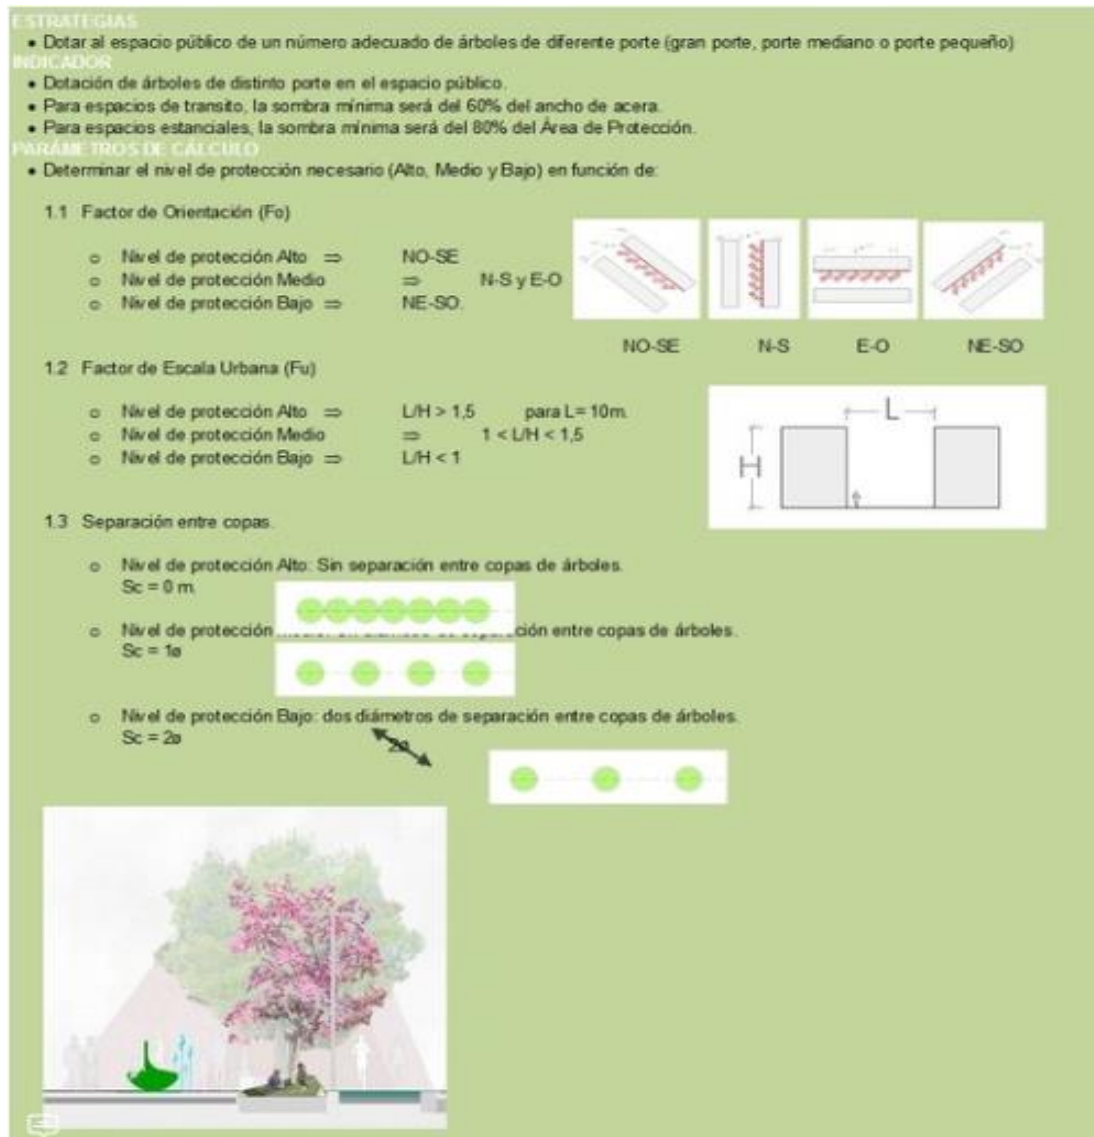 ESTRATEGIAS
• Dotar al espacio público de un número adecuado de árboles de diferente porte (gran porte, porte mediano o porte pequeño)
INDICADOR
• Dotación de árboles de distinto porte en el espacio público.
• Para espacios de transito, la sombra mínima será del 60% del ancho de acera.
• Para espacios estanciales, la sombra mínima será del 80% del Área de Protección.
PARÁMETROS DE CÁLCULO
• Determinar el nivel de protección necesario (Alto, Medio y Bajo) en función de:
1.1 Factor de Orientación (Fo)
o Nivel de protección Alto ⇒ NO-SE
o Nivel de protección Medio ⇒ N-S y E-O
o Nivel de protección Bajo ⇒ NE-SO.
NO-SE N-S E-O NE-SO
1.2 Factor de Escala Urbana (Fu)
o Nivel de protección Alto ⇒ L/H > 1,5 para L= 10m.
o Nivel de protección Medio ⇒ 1 < L/H < 1,5
o Nivel de protección Bajo ⇒ L/H < 1
L
H
1.3 Separación entre copas.
o Nivel de protección Alto: Sin separación entre copas de árboles.
Sc = 0 m.
o Nivel de protección ción entre copas de árboles.
Sc = 1ø
o Nivel de protección Bajo: dos diámetros de separación entre copas de árboles.
Sc = 2ø